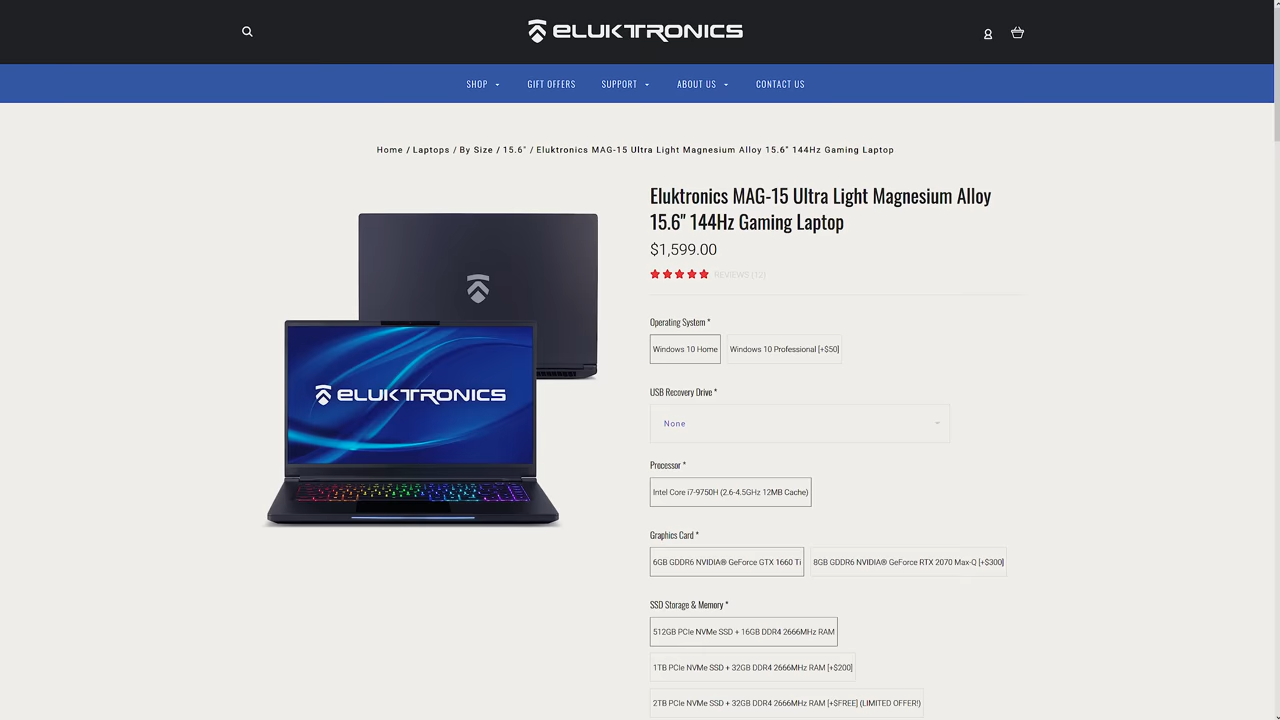 ELUKTRONICS
SHOP GIFT OFFERS SUPPORT ABOUT US CONTACT US
Home / Laptops / By Size / 15.6" / Eluktronics MAG-15 Ultra Light Magnesium Alloy 15.6" 144Hz Gaming Laptop
Eluktronics MAG-15 Ultra Light Magnesium Alloy
15.6" 144Hz Gaming Laptop
$1,599.00
REVIEWS (12)
Operating System *
Windows 10 Home Windows 10 Professional [+$50]
USB Recovery Drive *
None
Processor *
Intel Core i7-9750H (2.6-4.5GHz 12MB Cache)
Graphics Card *
6GB GDDR6 NVIDIA® GeForce GTX 1660 Ti 8GB GDDR6 NVIDIA® GeForce RTX 2070 Max-Q [+$300]
SSD Storage & Memory *
512GB PCIe NVMe SSD + 16GB DDR4 2666MHz RAM
1TB PCIe NVMe SSD + 32GB DDR4 2666MHz RAM [+$200]
2TB PCIe NVMe SSD + 32GB DDR4 2666MHz RAM [+$FREE] (LIMITED OFFER!)
ELUKTRONICS